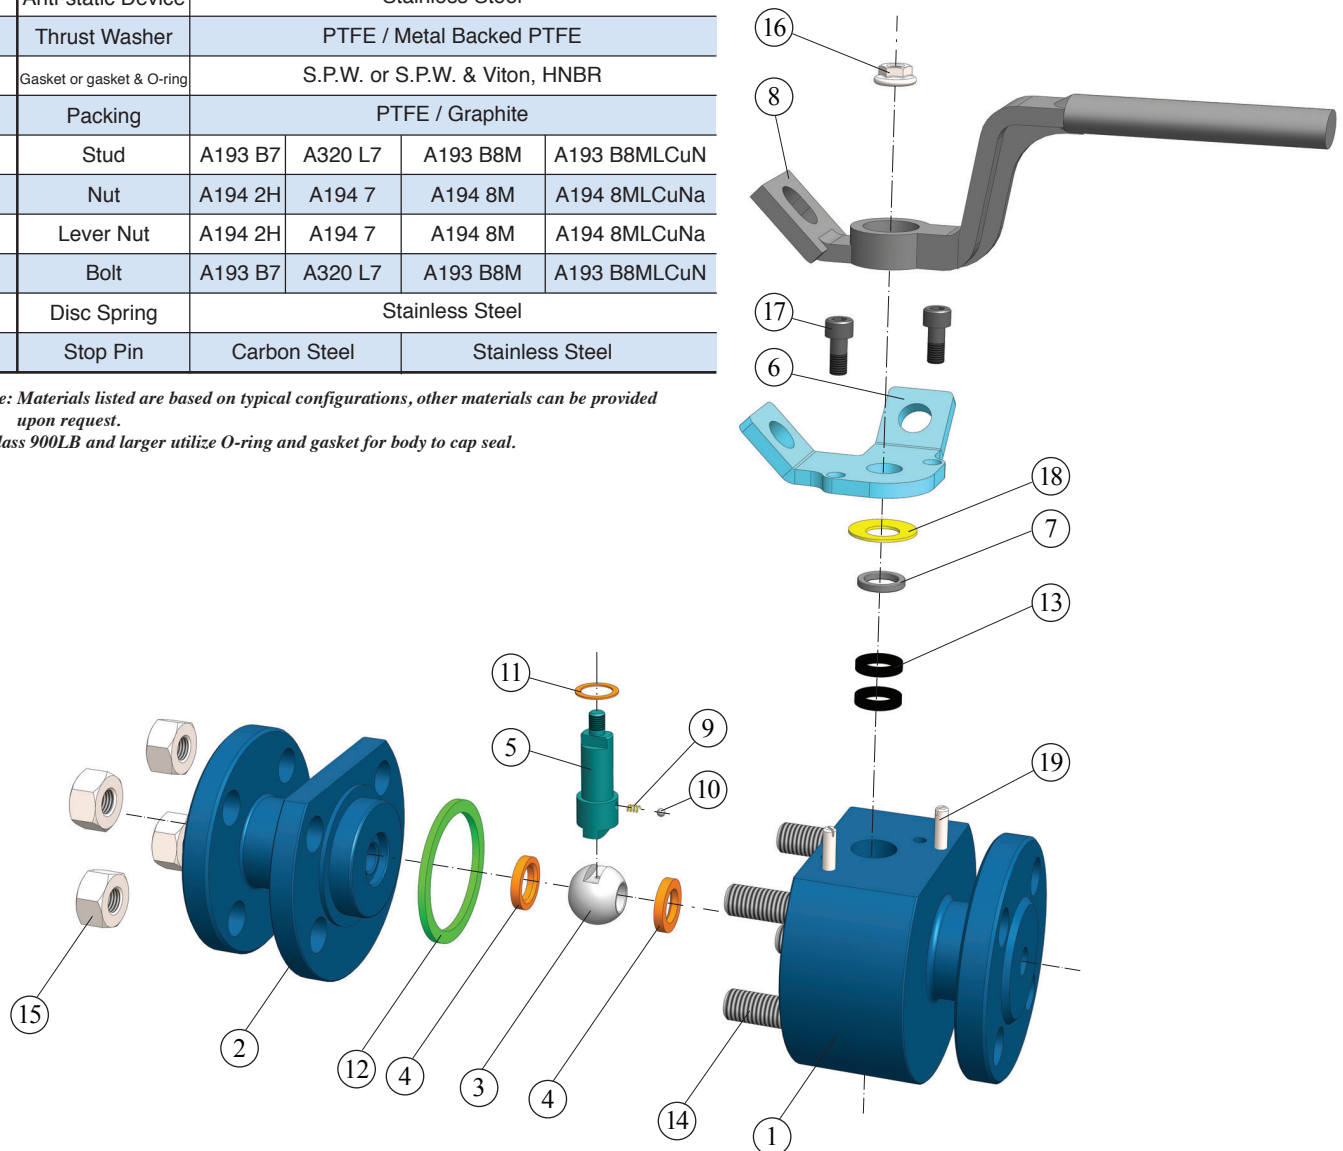 Anti-static Device Stainless Steel
Thrust Washer PTFE / Metal Backed PTFE
Gasket or gasket & O-ring S.P.W. or S.P.W. & Viton, HNBR
Packing PTFE / Graphite
Stud A193 B7 A320 L7 A193 B8M A193 B8MLCuN
Nut A194 2H A194 7 A194 8M A194 8MLCuNa
Lever Nut A194 2H A194 7 A194 8M A194 8MLCuNa
Bolt A193 B7 A320 L7 A193 B8M A193 B8MLCuN
Disc Spring Stainless Steel
Stop Pin Carbon Steel Stainless Steel
e: Materials listed are based on typical configurations, other materials can be provided
upon request.
lass 900LB and larger utilize O-ring and gasket for body to cap seal.
16
8
17
6
18
7
13
11
9
5
10
19
15
2
12
4
3
4
14
1